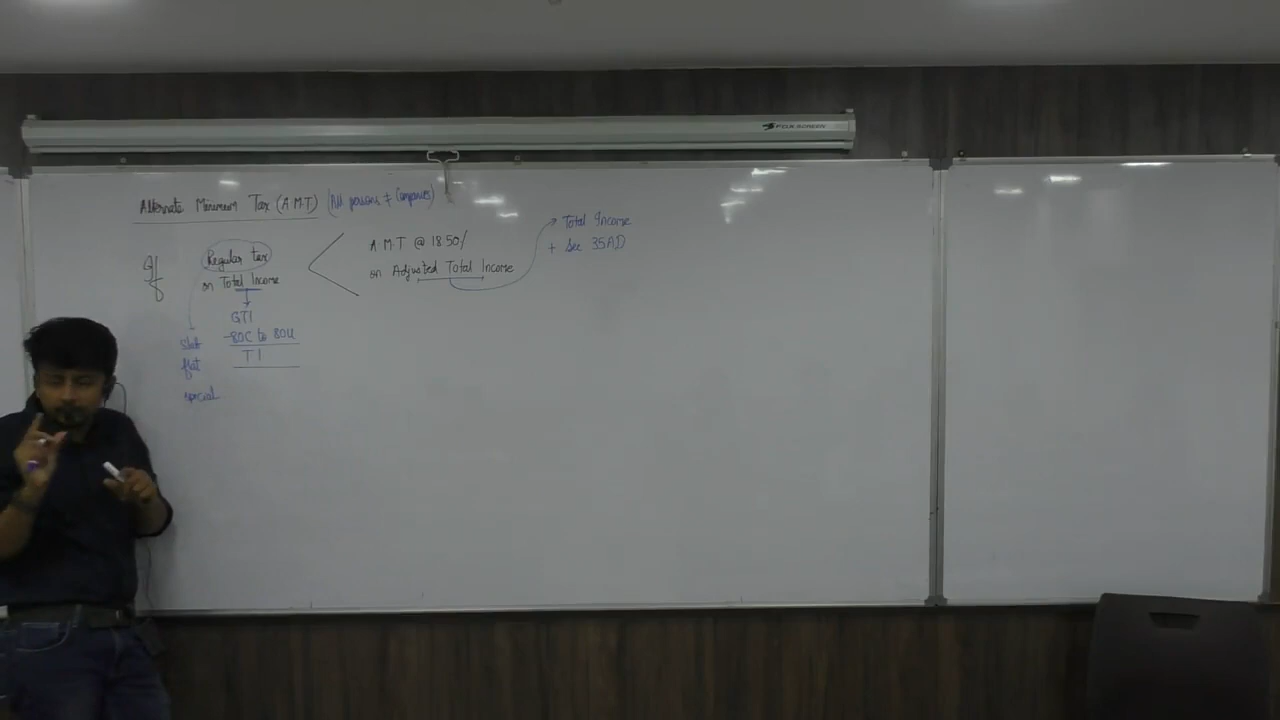 Alternate Minimum Tax (A.M.T) (All persons ≠ Companies)
If Regular tax
on Total Income
GTI
-80C to 80U
TI
slab
flat
special
A.M.T @ 18.50%
on Adjusted Total Income
Total Income
+ Sec 35AD